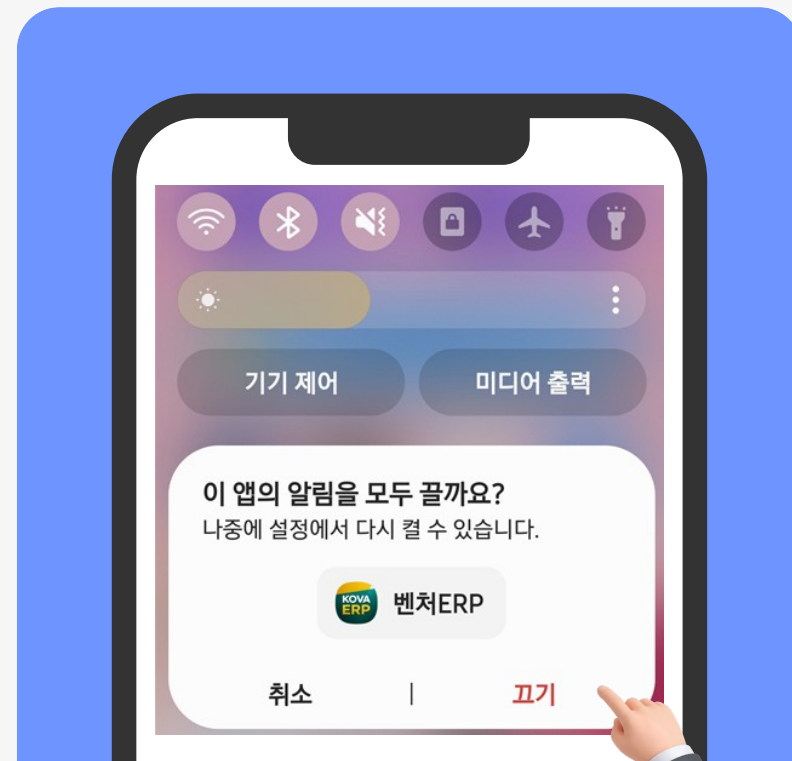 기기 제어
미디어 출력
이 앱의 알림을 모두 끌까요?
나중에 설정에서 다시 켤 수 있습니다.
KOVA
ERP
벤처ERP
취소 | 끄기